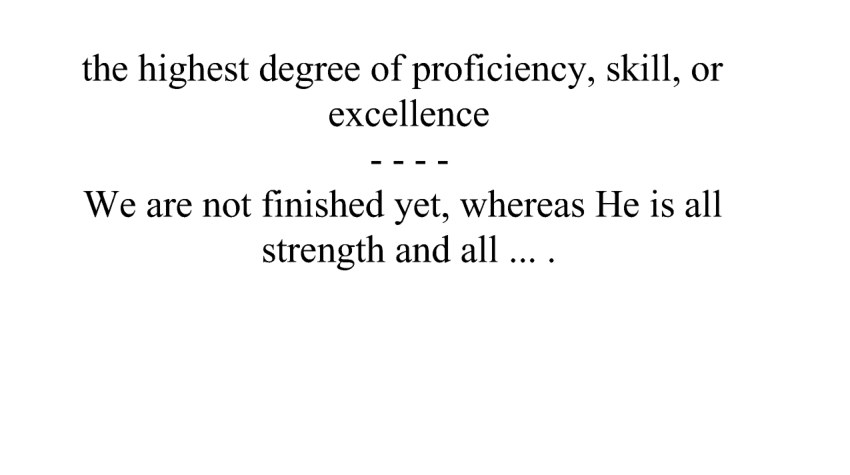 the highest degree of proficiency, skill, or
excellence
- - - -
We are not finished yet, whereas He is all
strength and all ... .